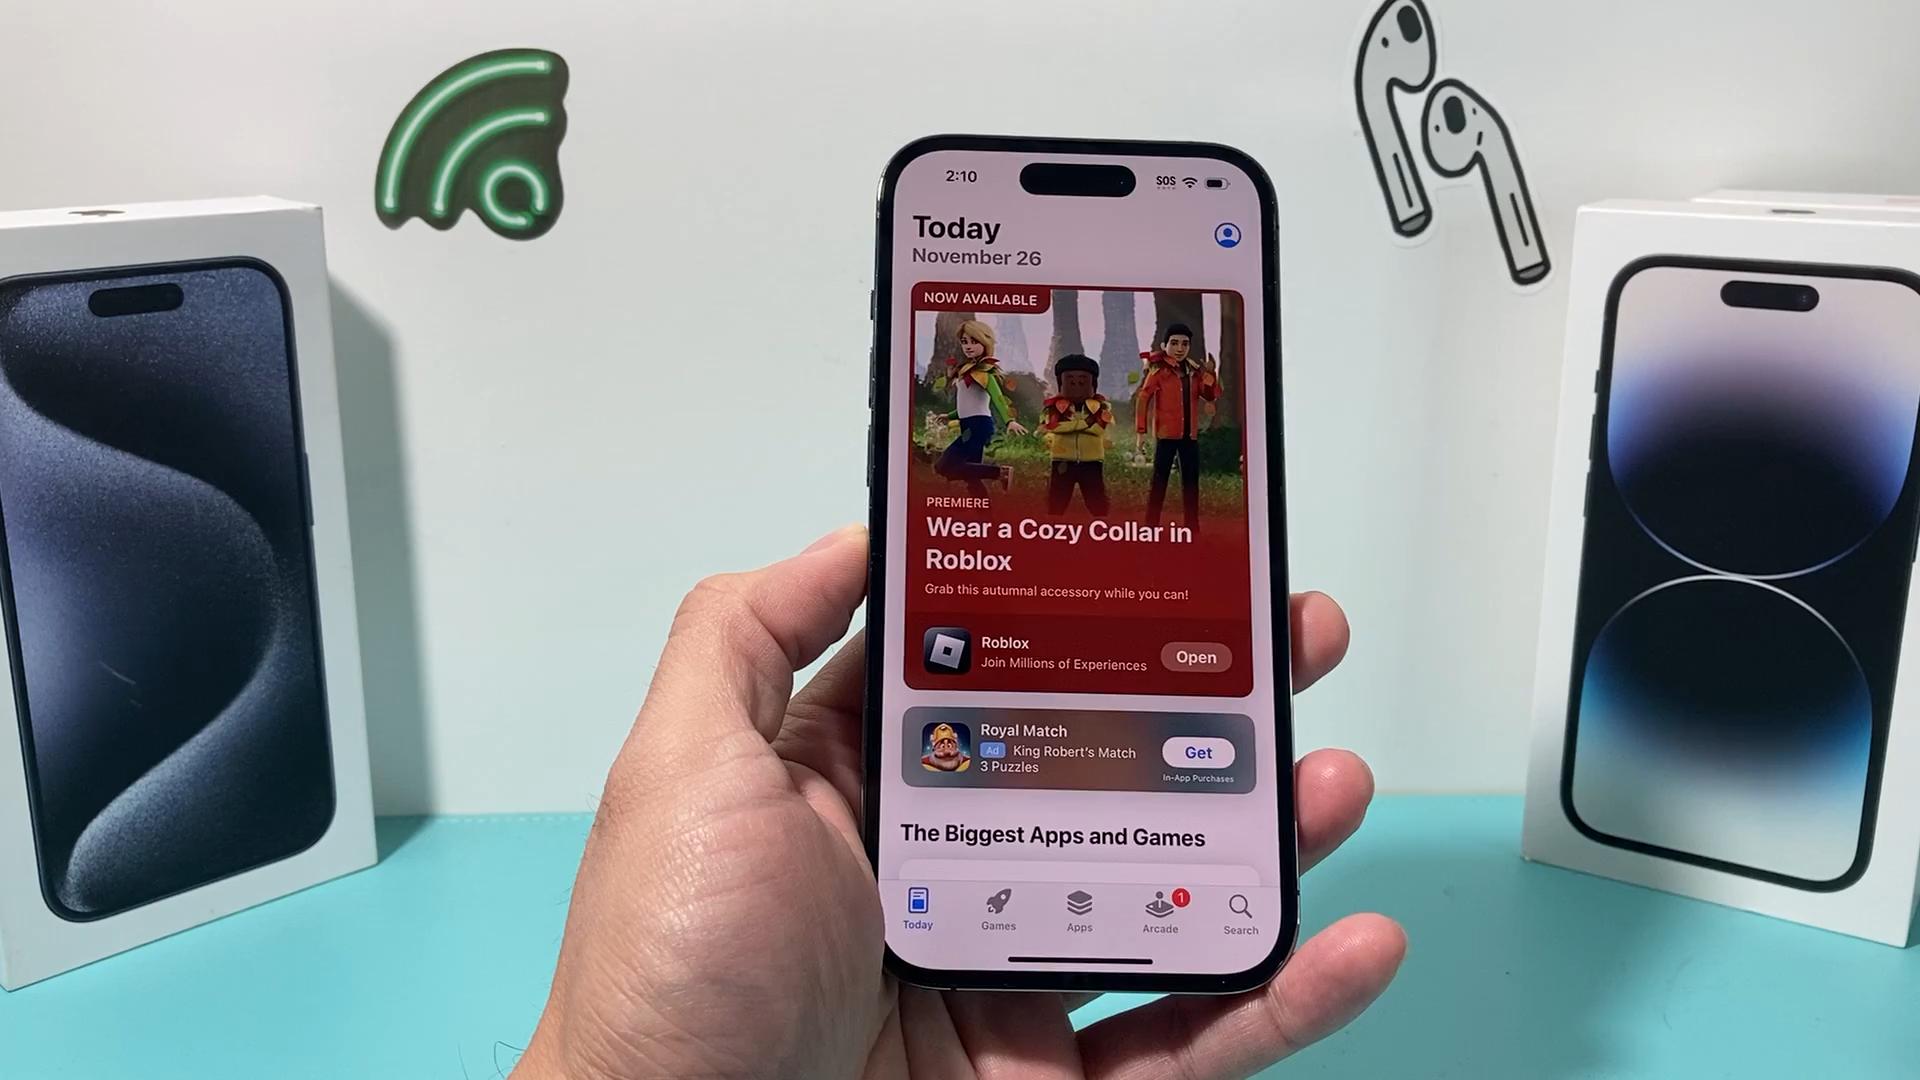 2:10
SOS
Today
November 26
NOW AVAILABLE
PREMIERE
Wear a Cozy Collar in
Roblox
Grab this autumnal accessory while you can!
Roblox
Join Millions of Experiences
Open
Royal Match
Ad King Robert's Match
3 Puzzles
Get
In-App Purchases
The Biggest Apps and Games
1
Today Games Apps Arcade Search